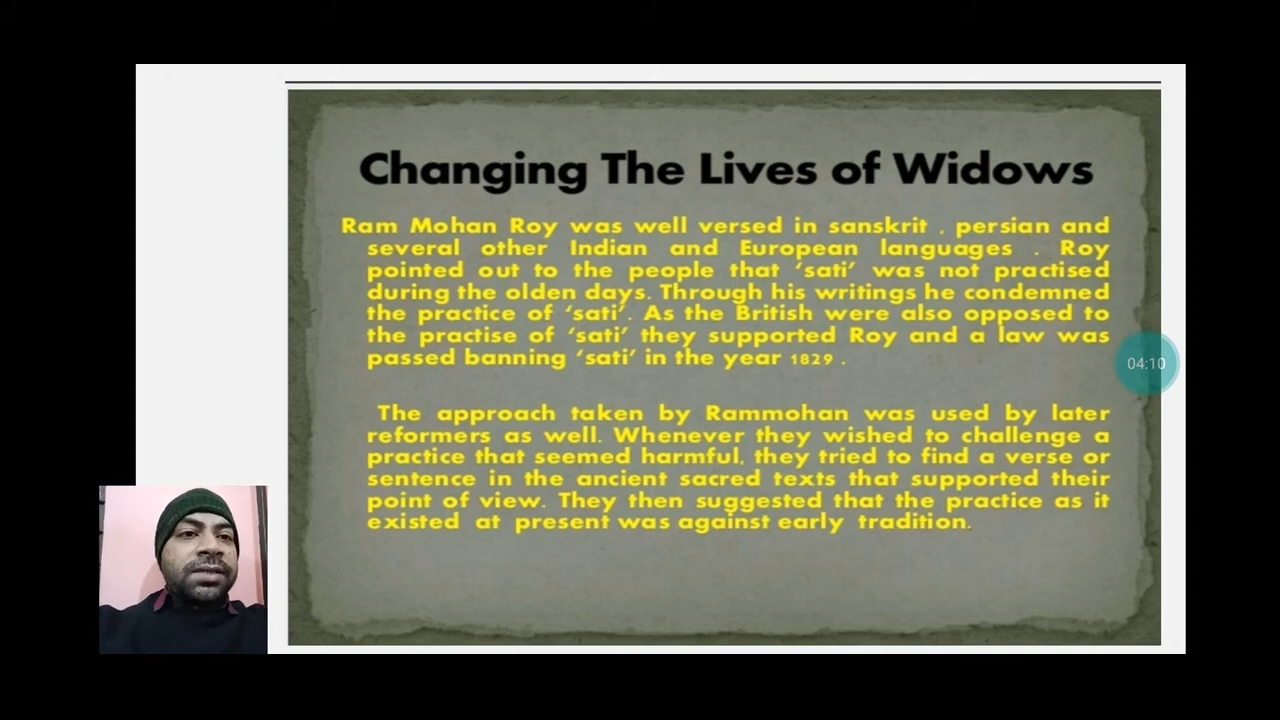 Changing The Lives of Widows
Ram Mohan Roy was well versed in sanskrit , persian and
several other Indian and European languages . Roy
pointed out to the people that ‘sati’ was not practised
during the olden days. Through his writings he condemned
the practice of ‘sati’. As the British were also opposed to
the practise of ‘sati’ they supported Roy and a law was
passed banning ‘sati’ in the year 1829 .
The approach taken by Rammohan was used by later
reformers as well. Whenever they wished to challenge a
practice that seemed harmful, they tried to find a verse or
sentence in the ancient sacred texts that supported their
point of view. They then suggested that the practice as it
existed at present was against early tradition.
04:10